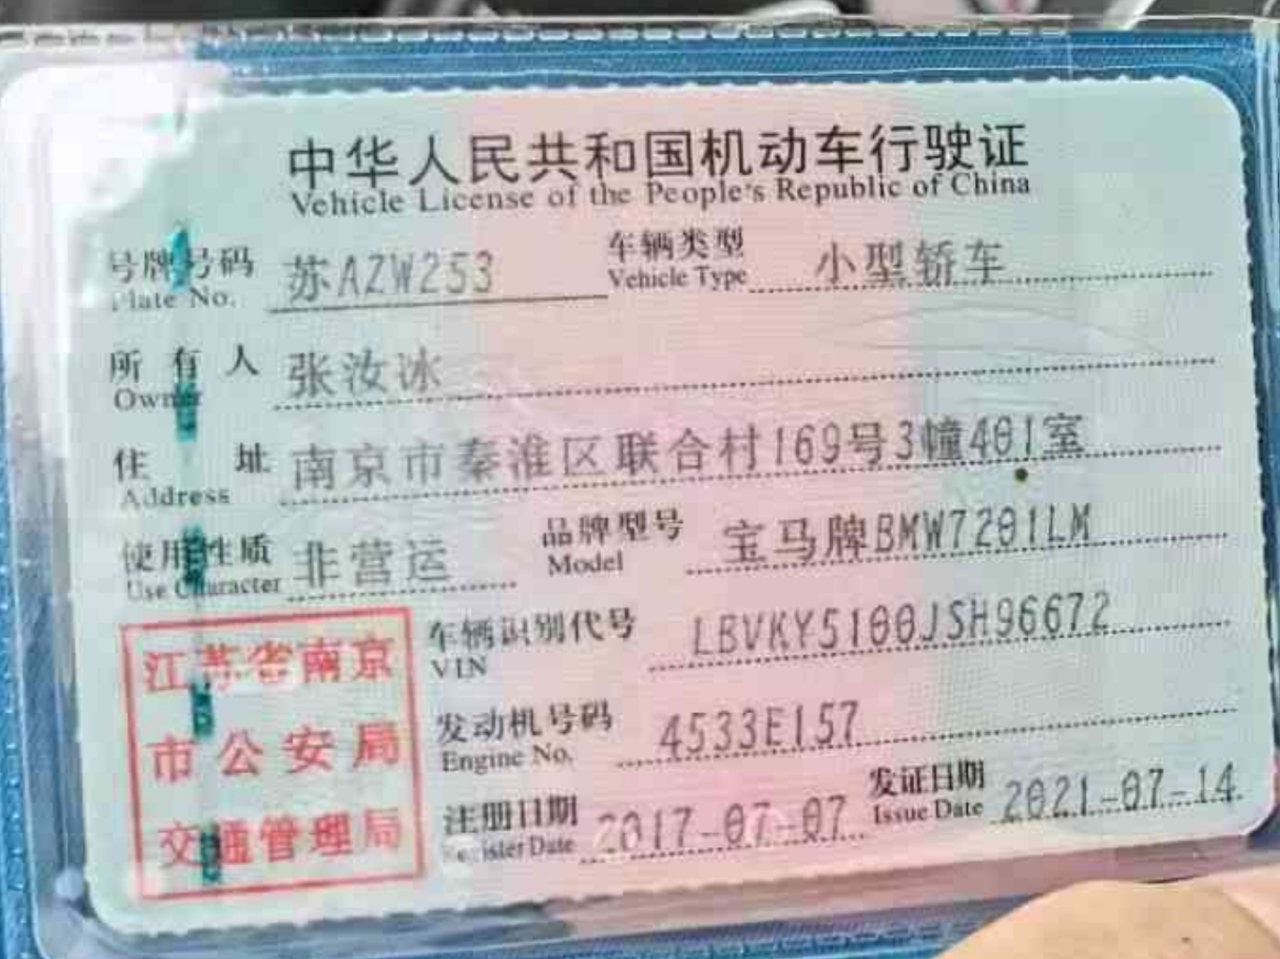 中华人民共和国机动车行驶证
Vehicle License of the People's Republic of China
号牌号码 苏AZW253 车辆类型 小型轿车
Plate No. Vehicle Type
所有人 张汝冰
Owner
住址 南京市秦淮区联合村169号3幢401室
Address
使用性质 非营运 品牌型号 宝马牌BMW7201LM
Use Character Model
江苏省南京 车辆识别代号 LBVKY5100JSH96672
VIN
市公安局 发动机号码 4533E157
Engine No.
交通管理局 注册日期 2017-07-07 发证日期 2021-07-14
Register Date Issue Date